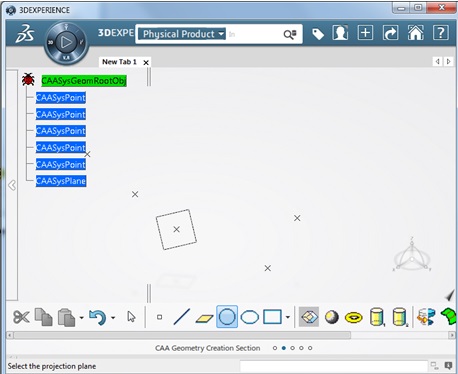 3DEXPERIENCE
3DEXPE
Physical Product
In
New Tab 1
CAASysGeomRootObj
CAASysPoint
CAASysPoint
CAASysPoint
CAASysPoint
CAASysPoint
CAASysPlane
CAA Geometry Creation Section
Select the projection plane